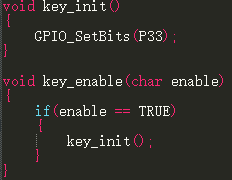 void key_init()
{
    GPIO_SetBits(P33);
}

void key_enable(char enable)
{
    if(enable == TRUE)
    {
        key_init();
    }
}